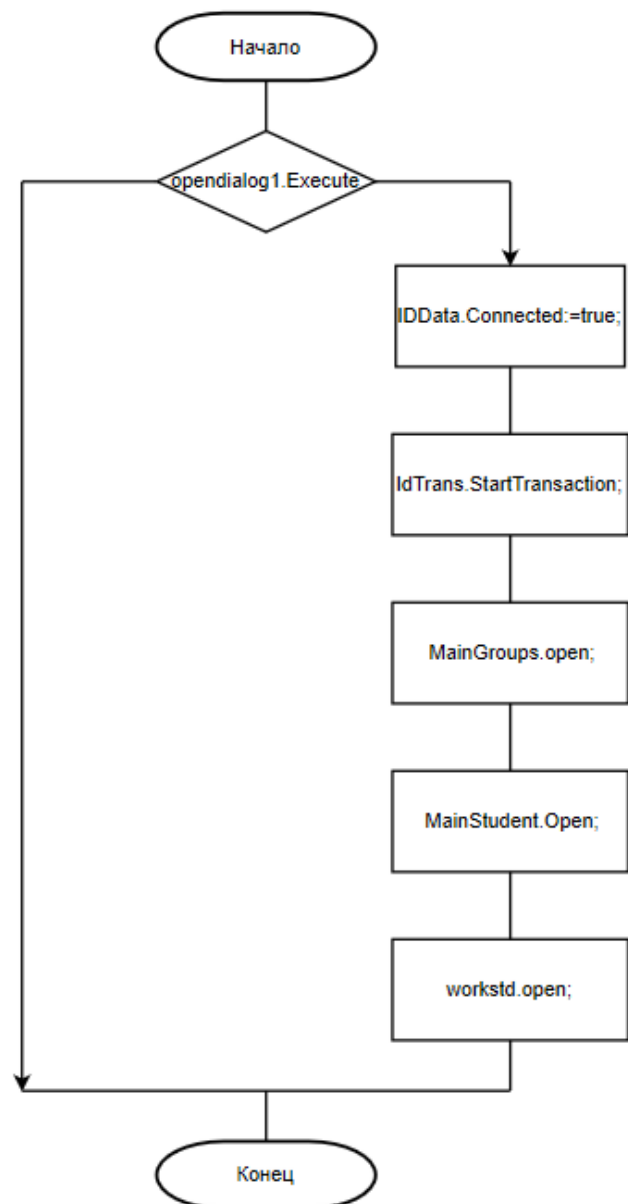 Начало
opendialog1.Execute
IDData.Connected:=true;
IdTrans.StartTransaction;
MainGroups.open;
MainStudent.Open;
workstd.open;
Конец